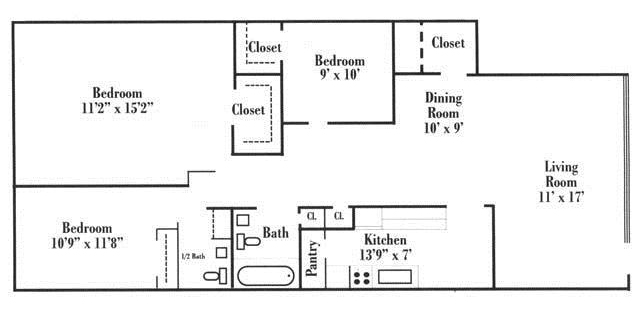 Closet
Bedroom
9’ x 10’
Closet
Bedroom
11’2” x 15’2”
Closet
Dining
Room
10’ x 9’
Living
Room
11’ x 17’
Bedroom
10’9” x 11’8”
1/2 Bath
Bath
Cl.
Cl.
Pantry
Kitchen
13’9” x 7’